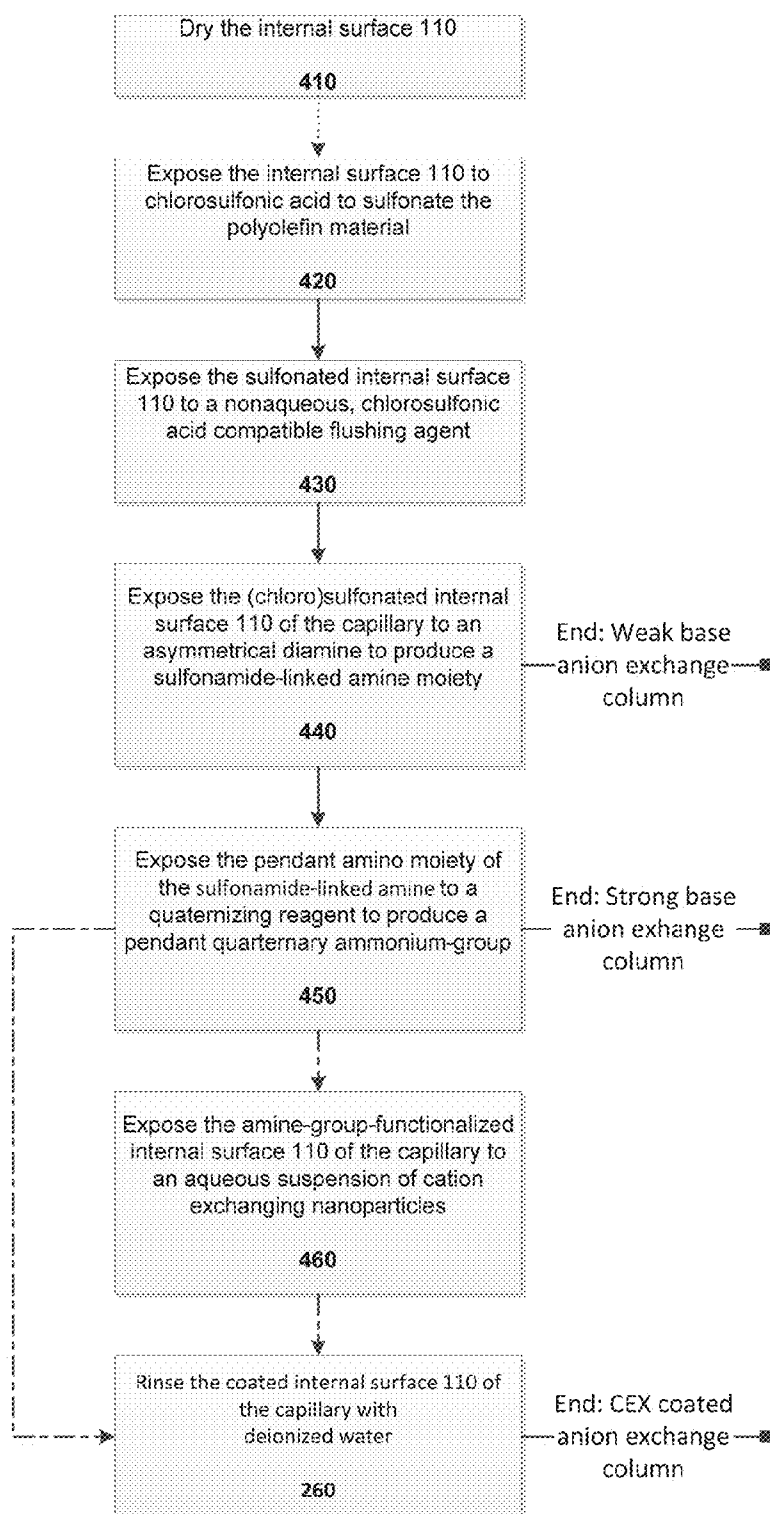 Dry the internal surface 110
410
Expose the internal surface 110 to
chlorosulfonic acid to sulfonate the
polyolefin material
420
Expose the sulfonated internal surface
110 to a nonaqueous, chlorosulfonic
acid compatible flushing agent
430
Expose the (chloro)sulfonated internal
surface 110 of the capillary to an
asymmetrical diamine to produce a
sulfonamide-linked amine moiety
440
End: Weak base
anion exchange
column
Expose the pendant amino moiety of
the sulfonamide-linked amine to a
quaternizing reagent to produce a
pendant quarternary ammonium-group
450
End: Strong base
anion exhange
column
Expose the amine-group-functionalized
internal surface 110 of the capillary to
an aqueous suspension of cation
exchanging nanoparticles
460
Rinse the coated internal surface 110 of
the capillary with
deionized water
260
End: CEX coated
anion exchange
column